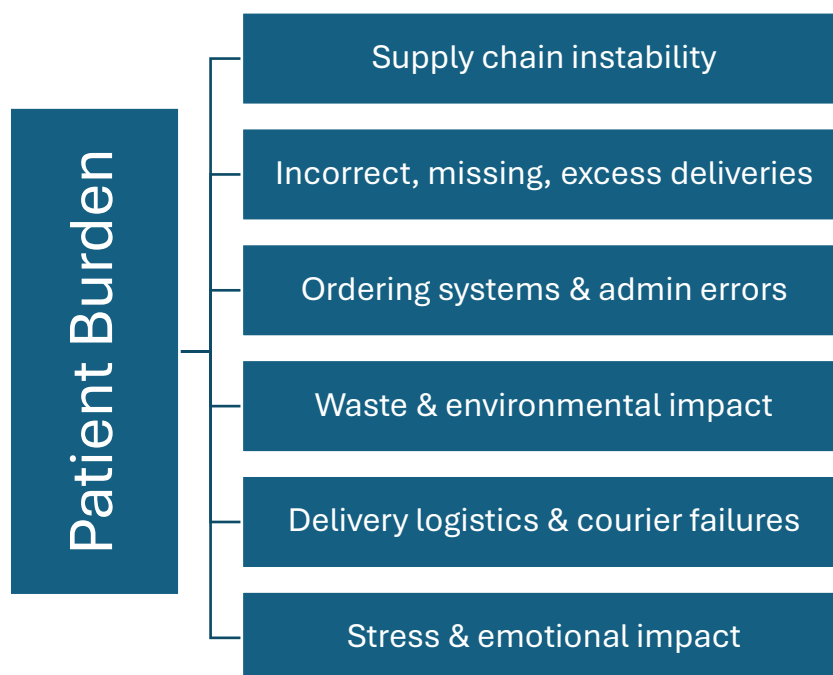 Patient Burden
Supply chain instability
Incorrect, missing, excess deliveries
Ordering systems & admin errors
Waste & environmental impact
Delivery logistics & courier failures
Stress & emotional impact